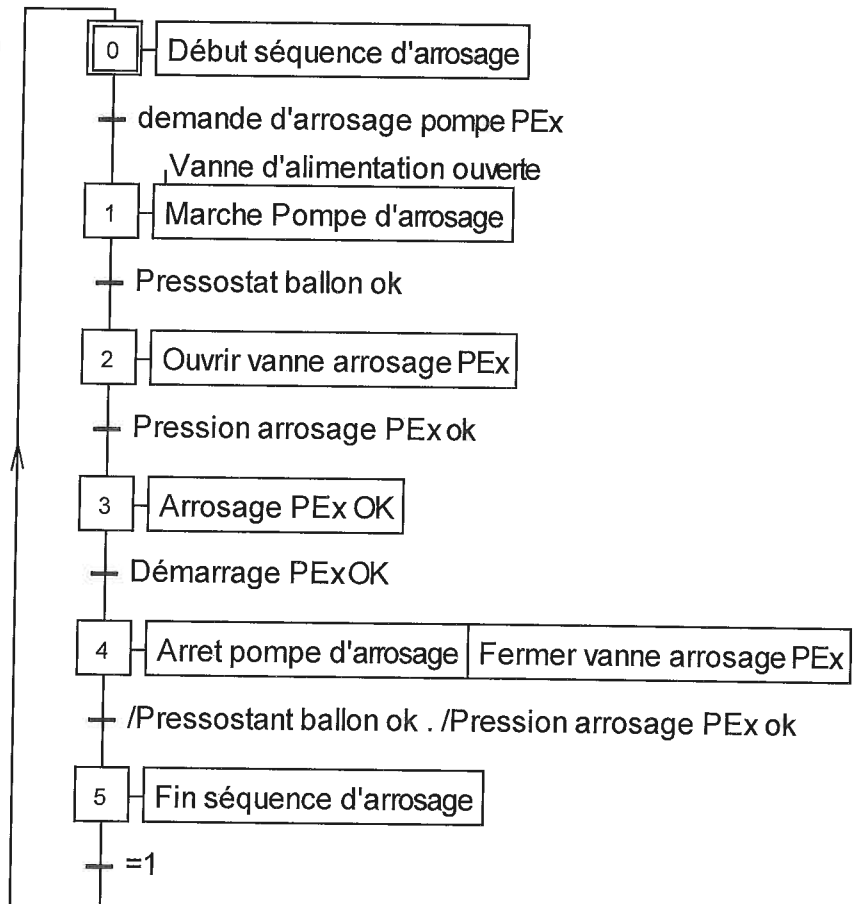 0 Début séquence d'arrosage
demande d'arrosage pompe PEx
Vanne d'alimentation ouverte
1 Marche Pompe d'arrosage
Pressostat ballon ok
2 Ouvrir vanne arrosage PEx
Pression arrosage PEx ok
3 Arrosage PEx OK
Démarrage PEx OK
4 Arret pompe d'arrosage Fermer vanne arrosage PEx
/Pressostant ballon ok . /Pression arrosage PEx ok
5 Fin séquence d'arrosage
=1